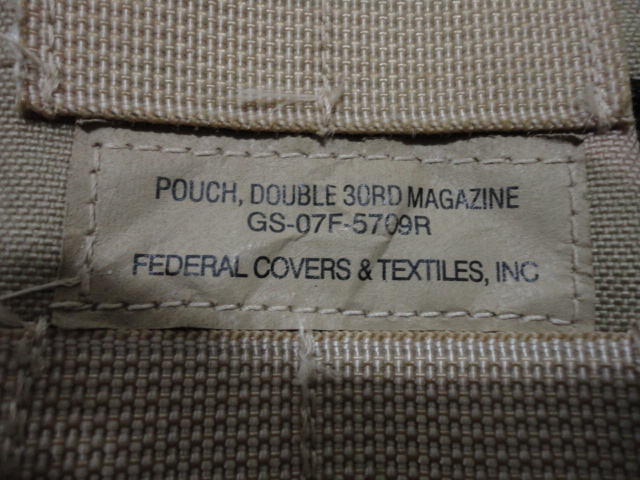 POUCH, DOUBLE 30RD MAGAZINE
GS-07F-5709R
FEDERAL COVERS & TEXTILES, INC